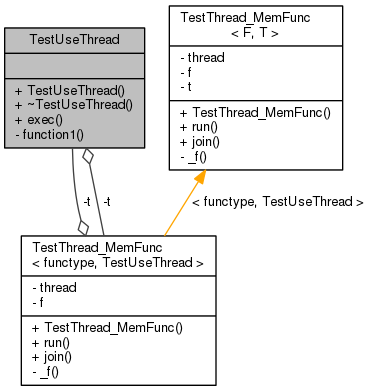 TestUseThread
+ TestUseThread()
+ ~TestUseThread()
+ exec()
- function1()
TestThread_MemFunc
< F, T >
- thread
- f
- t
+ TestThread_MemFunc()
+ run()
+ join()
- _f()
-t
-t
< functype, TestUseThread >
TestThread_MemFunc
< functype, TestUseThread >
- thread
- f
+ TestThread_MemFunc()
+ run()
+ join()
- _f()